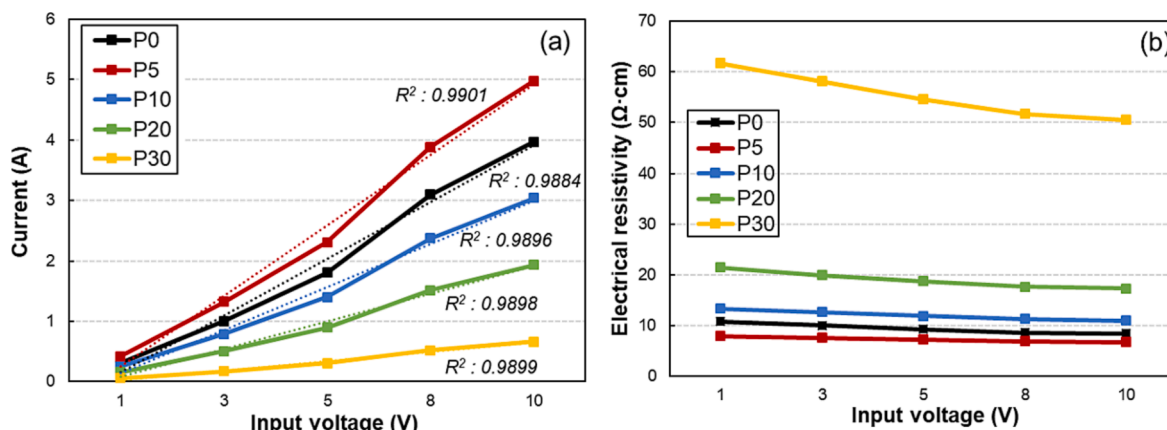 (a)
P0
P5
P10
P20
P30
R² : 0.9901
R² : 0.9884
R² : 0.9896
R² : 0.9898
R² : 0.9899
Current (A)
6
5
4
3
2
1
0
1 3 5 8 10
Input voltage (V)
(b)
P0
P5
P10
P20
P30
Electrical resistivity (Ω·cm)
70
60
50
40
30
20
10
0
1 3 5 8 10
Input voltage (V)